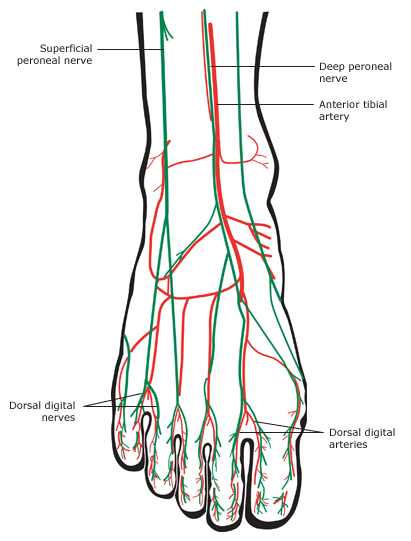 Superficial
peroneal nerve
Deep peroneal
nerve
Anterior tibial
artery
Dorsal digital
nerves
Dorsal digital
arteries